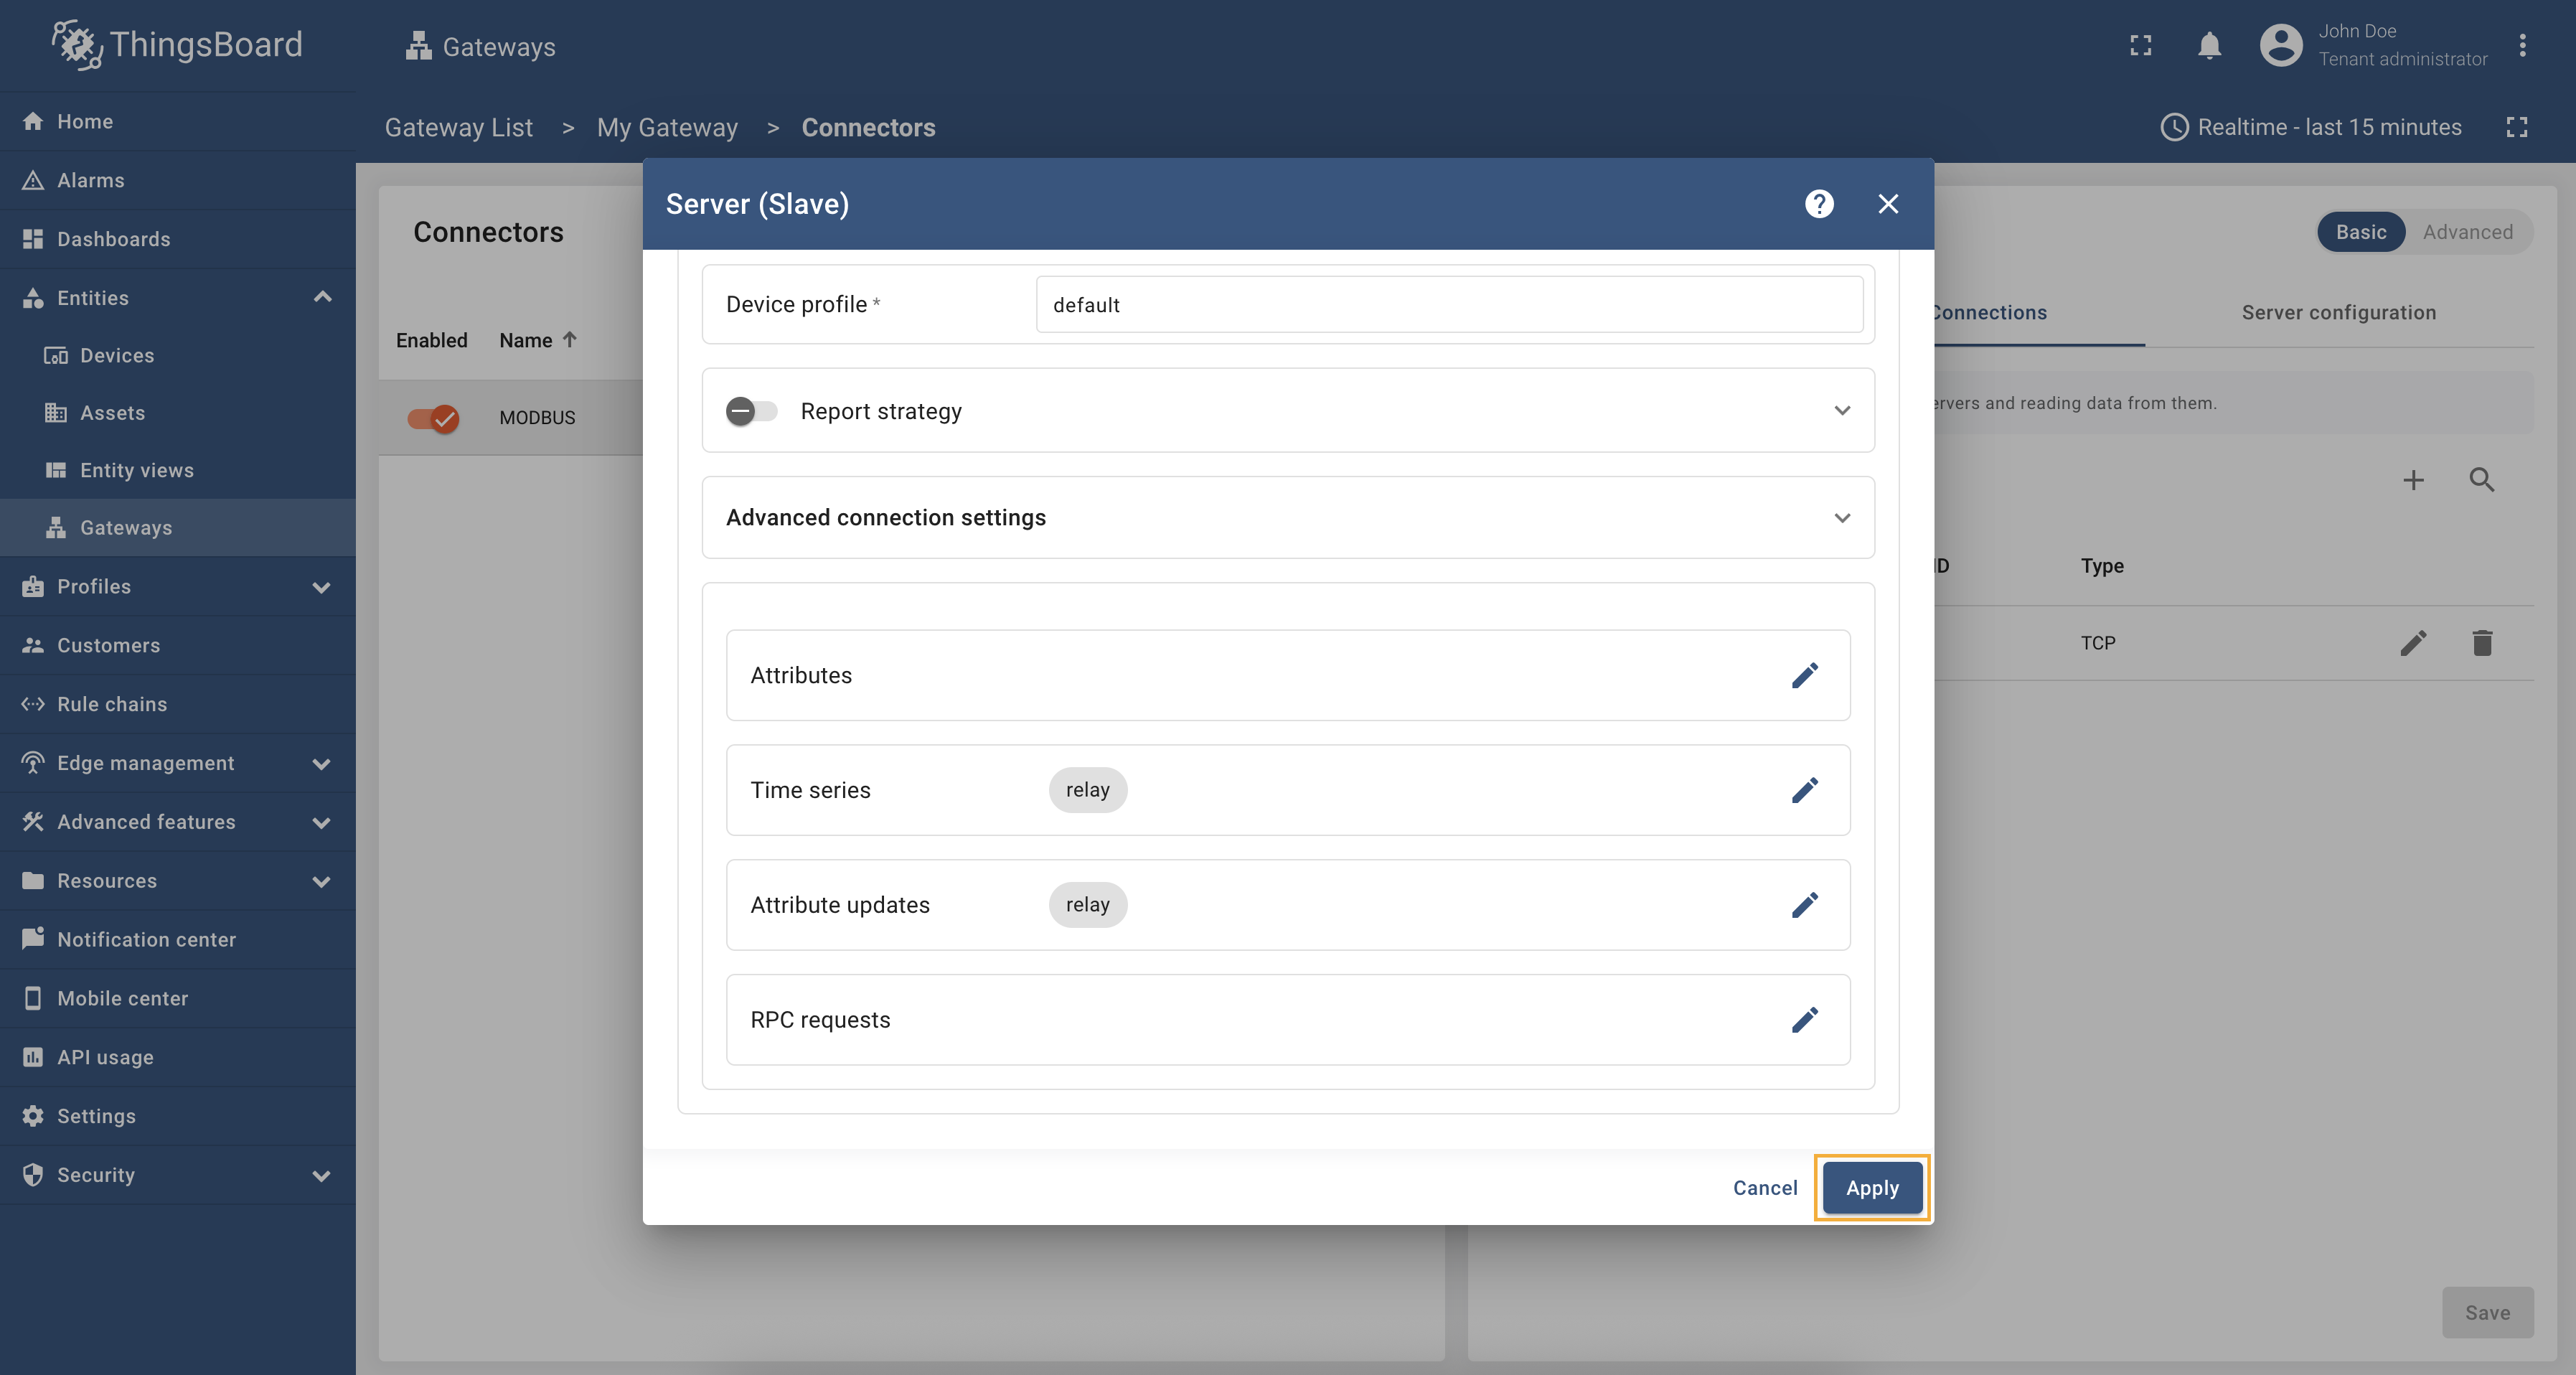 ThingsBoard
Gateways
John Doe
Tenant administrator
Home
Alarms
Dashboards
Entities
Devices
Assets
Entity views
Gateways
Profiles
Customers
Rule chains
Edge management
Advanced features
Resources
Notification center
Mobile center
API usage
Settings
Security
Gateway List > My Gateway > Connectors
Realtime - last 15 minutes
Connectors
Enabled Name
MODBUS
Server (Slave)
?
Device profile * default
Report strategy
Advanced connection settings
Attributes
Time series relay
Attribute updates relay
RPC requests
Cancel Apply
Basic Advanced
Connections Server configuration
ervers and reading data from them.
ID Type
TCP
Save